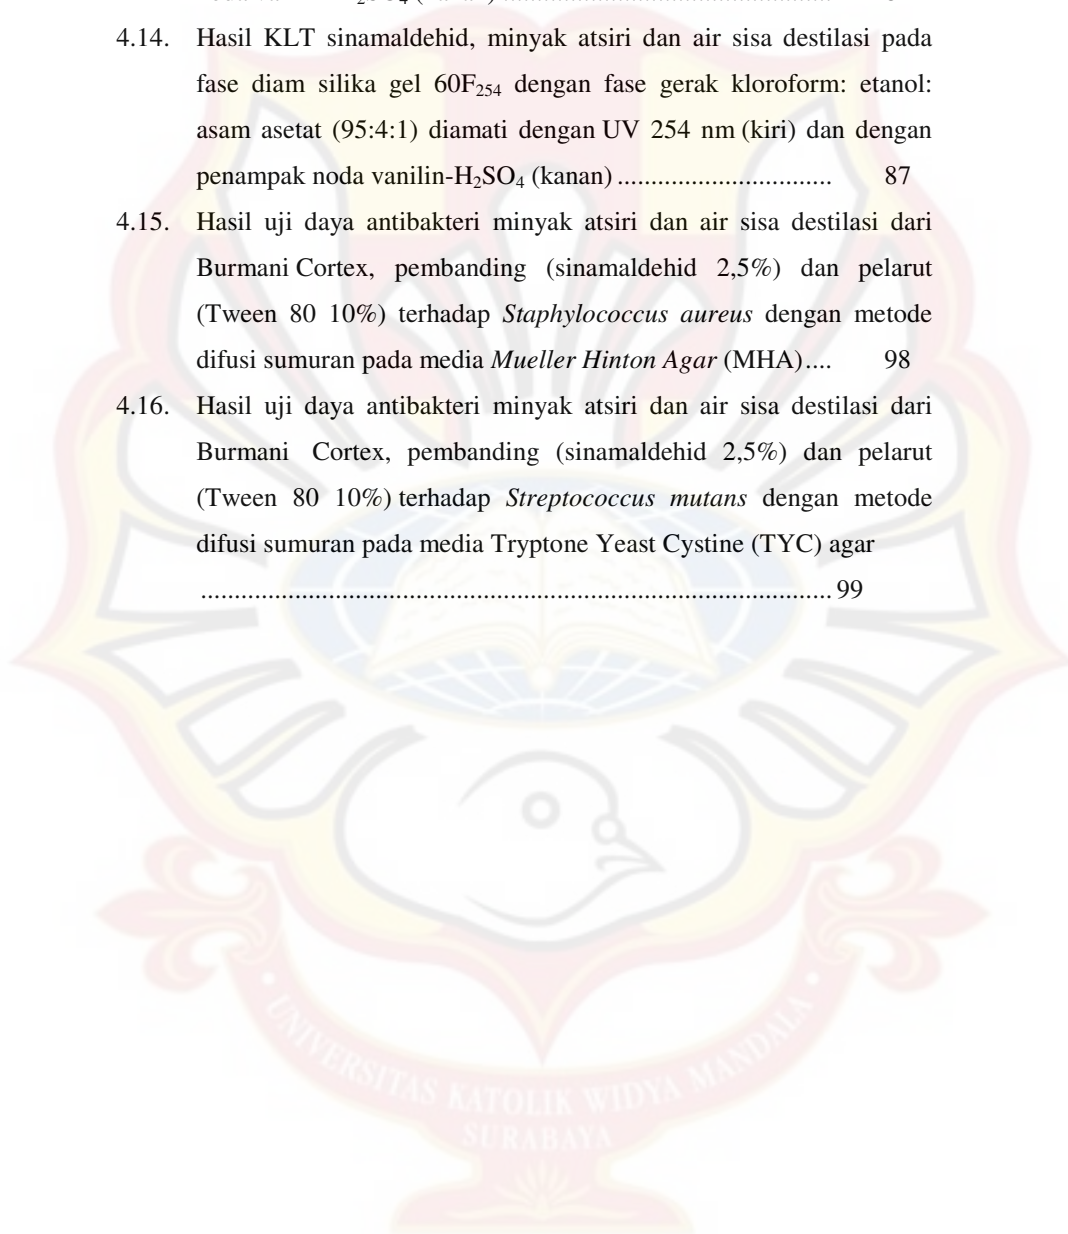 4.14. Hasil KLT sinamaldehid, minyak atsiri dan air sisa destilasi pada
fase diam silika gel 60F₂₅₄ dengan fase gerak kloroform: etanol:
asam asetat (95:4:1) diamati dengan UV 254 nm (kiri) dan dengan
penampak noda vanilin-H₂SO₄ (kanan) ................................ 87
4.15. Hasil uji daya antibakteri minyak atsiri dan air sisa destilasi dari
Burmani Cortex, pembanding (sinamaldehid 2,5%) dan pelarut
(Tween 80 10%) terhadap Staphylococcus aureus dengan metode
difusi sumuran pada media Mueller Hinton Agar (MHA).... 98
4.16. Hasil uji daya antibakteri minyak atsiri dan air sisa destilasi dari
Burmani Cortex, pembanding (sinamaldehid 2,5%) dan pelarut
(Tween 80 10%) terhadap Streptococcus mutans dengan metode
difusi sumuran pada media Tryptone Yeast Cystine (TYC) agar
.............................................................................................. 99
UNIVERSITAS KATOLIK WIDYA MANDALA
SURABAYA